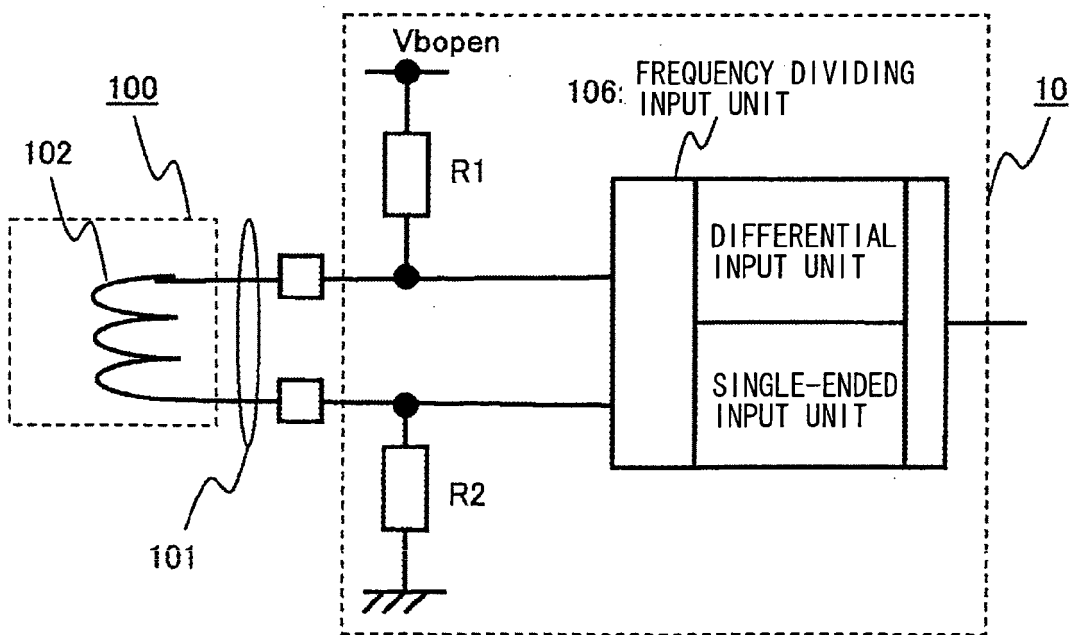 Vbopen
100
106: FREQUENCY DIVIDING
INPUT UNIT
10
102
R1
DIFFERENTIAL
INPUT UNIT
SINGLE-ENDED
INPUT UNIT
R2
101